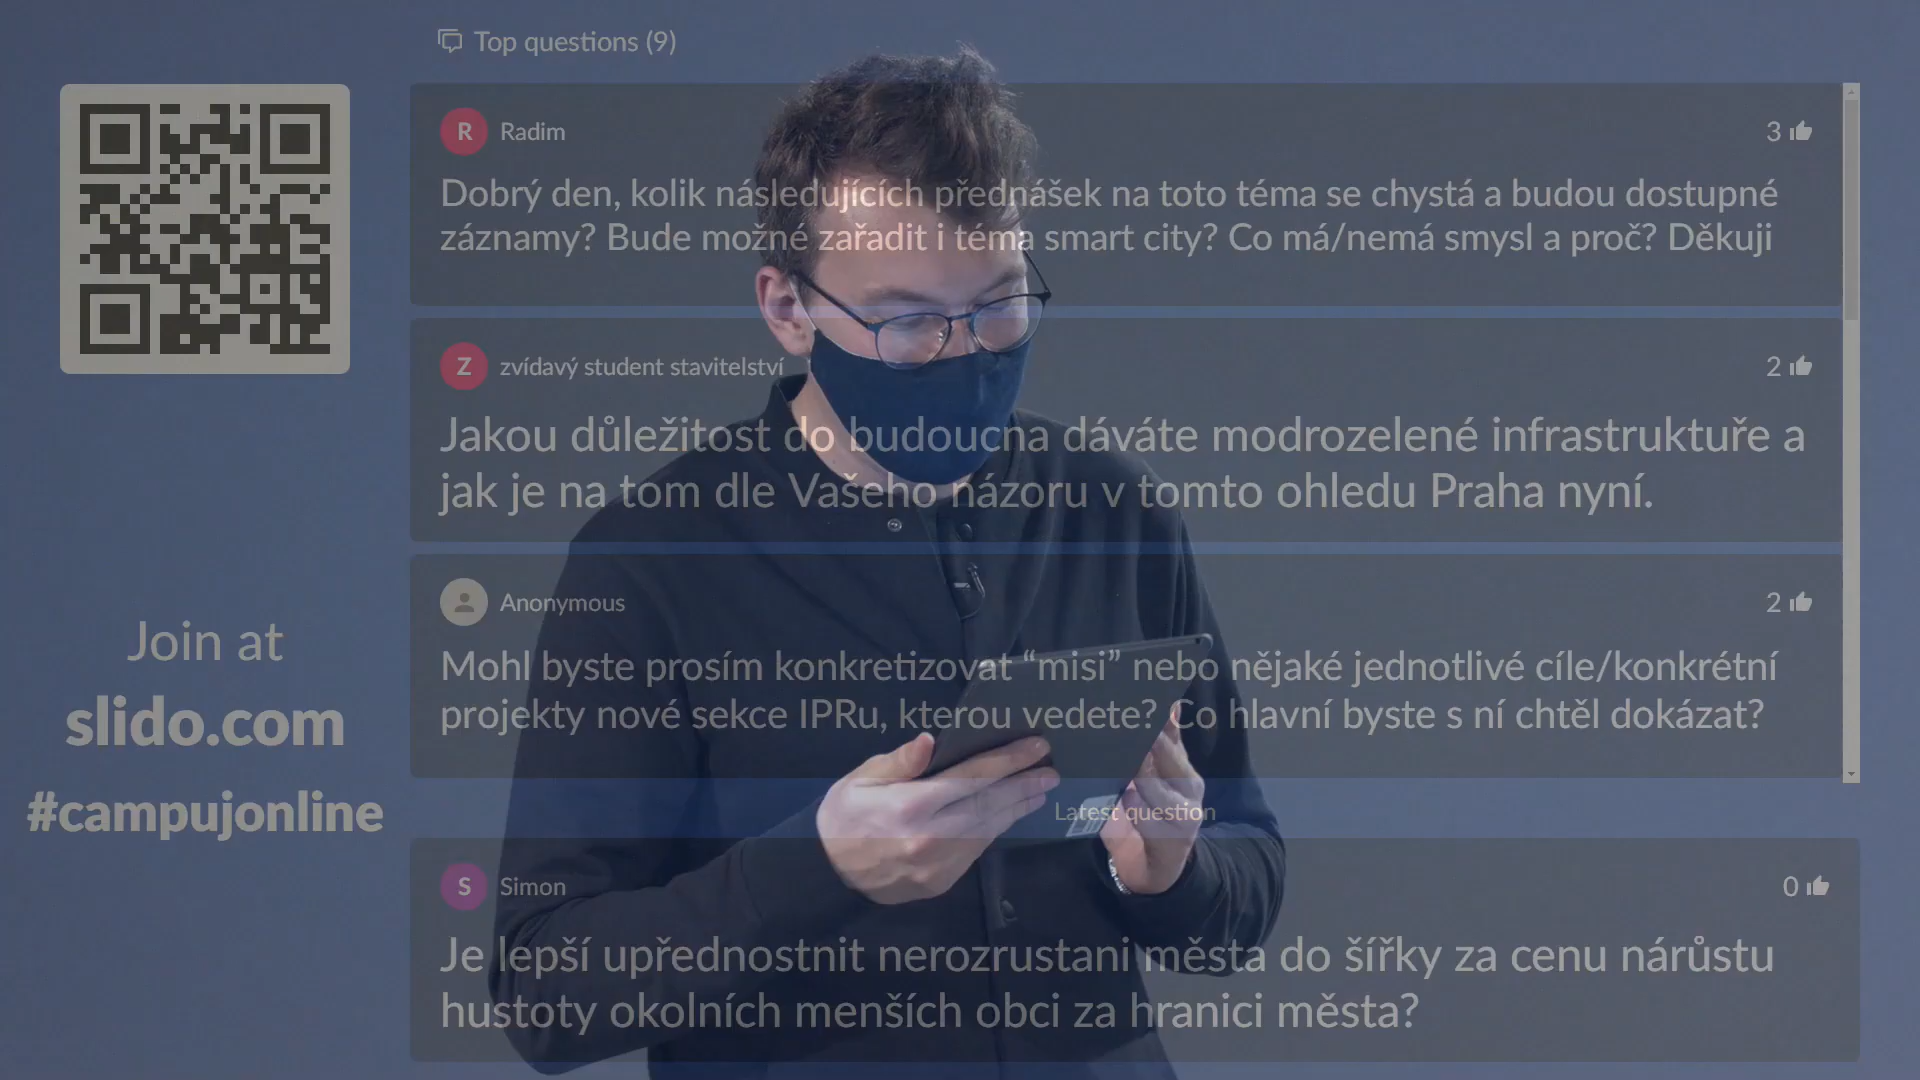 Top questions (9)
R Radim 3
Dobrý den, kolik následujících přednášek na toto téma se chystá a budou dostupné
záznamy? Bude možné zařadit i téma smart city? Co má/nemá smysl a proč? Děkuji
Z zvídavý student stavitelství 2
Jakou důležitost do budoucna dáváte modrozelené infrastruktuře a
jak je na tom dle Vašeho názoru v tomto ohledu Praha nyní.
Anonymous 2
Mohl byste prosím konkretizovat “misi” nebo nějaké jednotlivé cíle/konkrétní
projekty nové sekce IPRu, kterou vedete? Co hlavní byste s ní chtěl dokázat?
Join at
slido.com
#campujonline
Latest question
S Simon 0
Je lepší upřednostnit nerozrustani města do šířky za cenu nárůstu
hustoty okolních menších obci za hranici města?